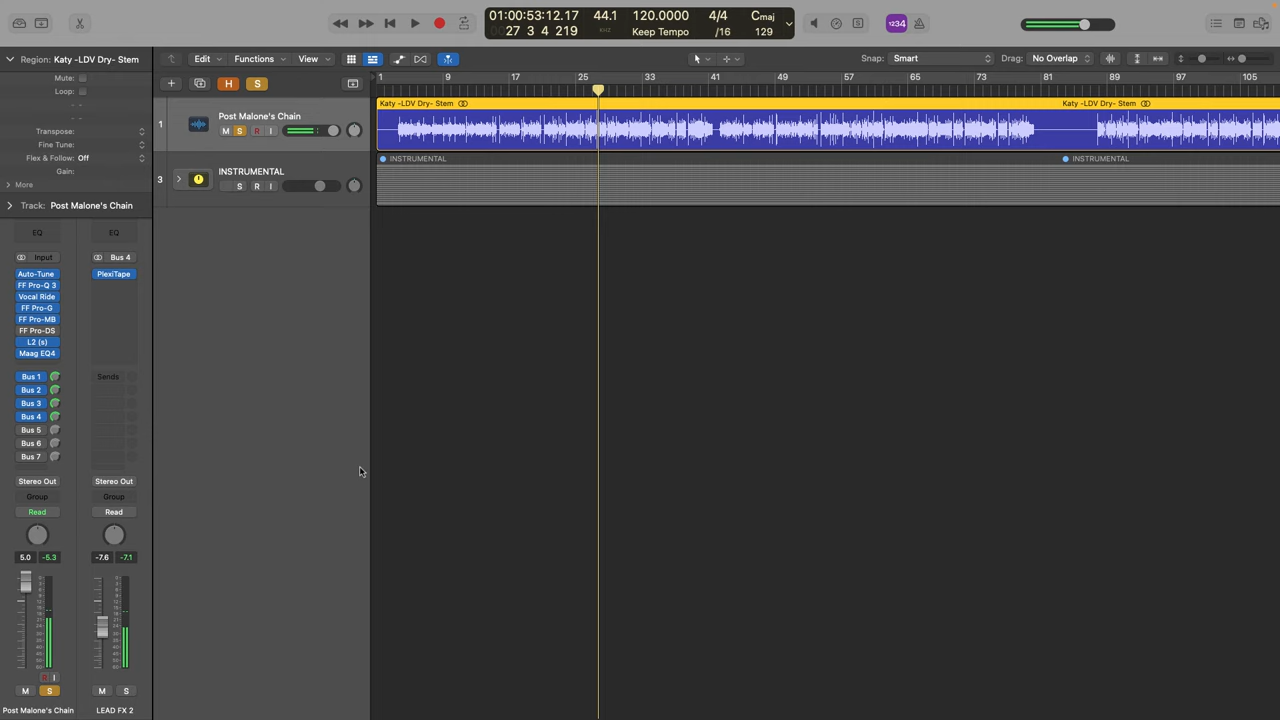 01:00:53:12.17 44.1 120.0000 4/4 Cmaj
27 3 4 219 KHZ Keep Tempo /16 129
1234
Region: Katy -LDV Dry- Stem
Edit Functions View Snap: Smart Drag: No Overlap
Mute:
Loop:
H S
1 9 17 25 33 41 49 57 65 73 81 89 97 105
Katy -LDV Dry- Stem Katy -LDV Dry- Stem
1 Post Malone's Chain
M S R I
Transpose:
Fine Tune:
Flex & Follow: Off
Gain:
INSTRUMENTAL INSTRUMENTAL
3 INSTRUMENTAL
S R I
More
Track: Post Malone's Chain
EQ EQ
Input Bus 4
Auto-Tune PlexiTape
FF Pro-Q 3
Vocal Ride
FF Pro-G
FF Pro-MB
FF Pro-DS
L2 (s)
Maag EQ4
Bus 1 Sends
Bus 2
Bus 3
Bus 4
Bus 5
Bus 6
Bus 7
Stereo Out Stereo Out
Group Group
Read Read
5.0 -5.3 -7.6 -7.1
R I
M S M S
Post Malone's Chain LEAD FX 2